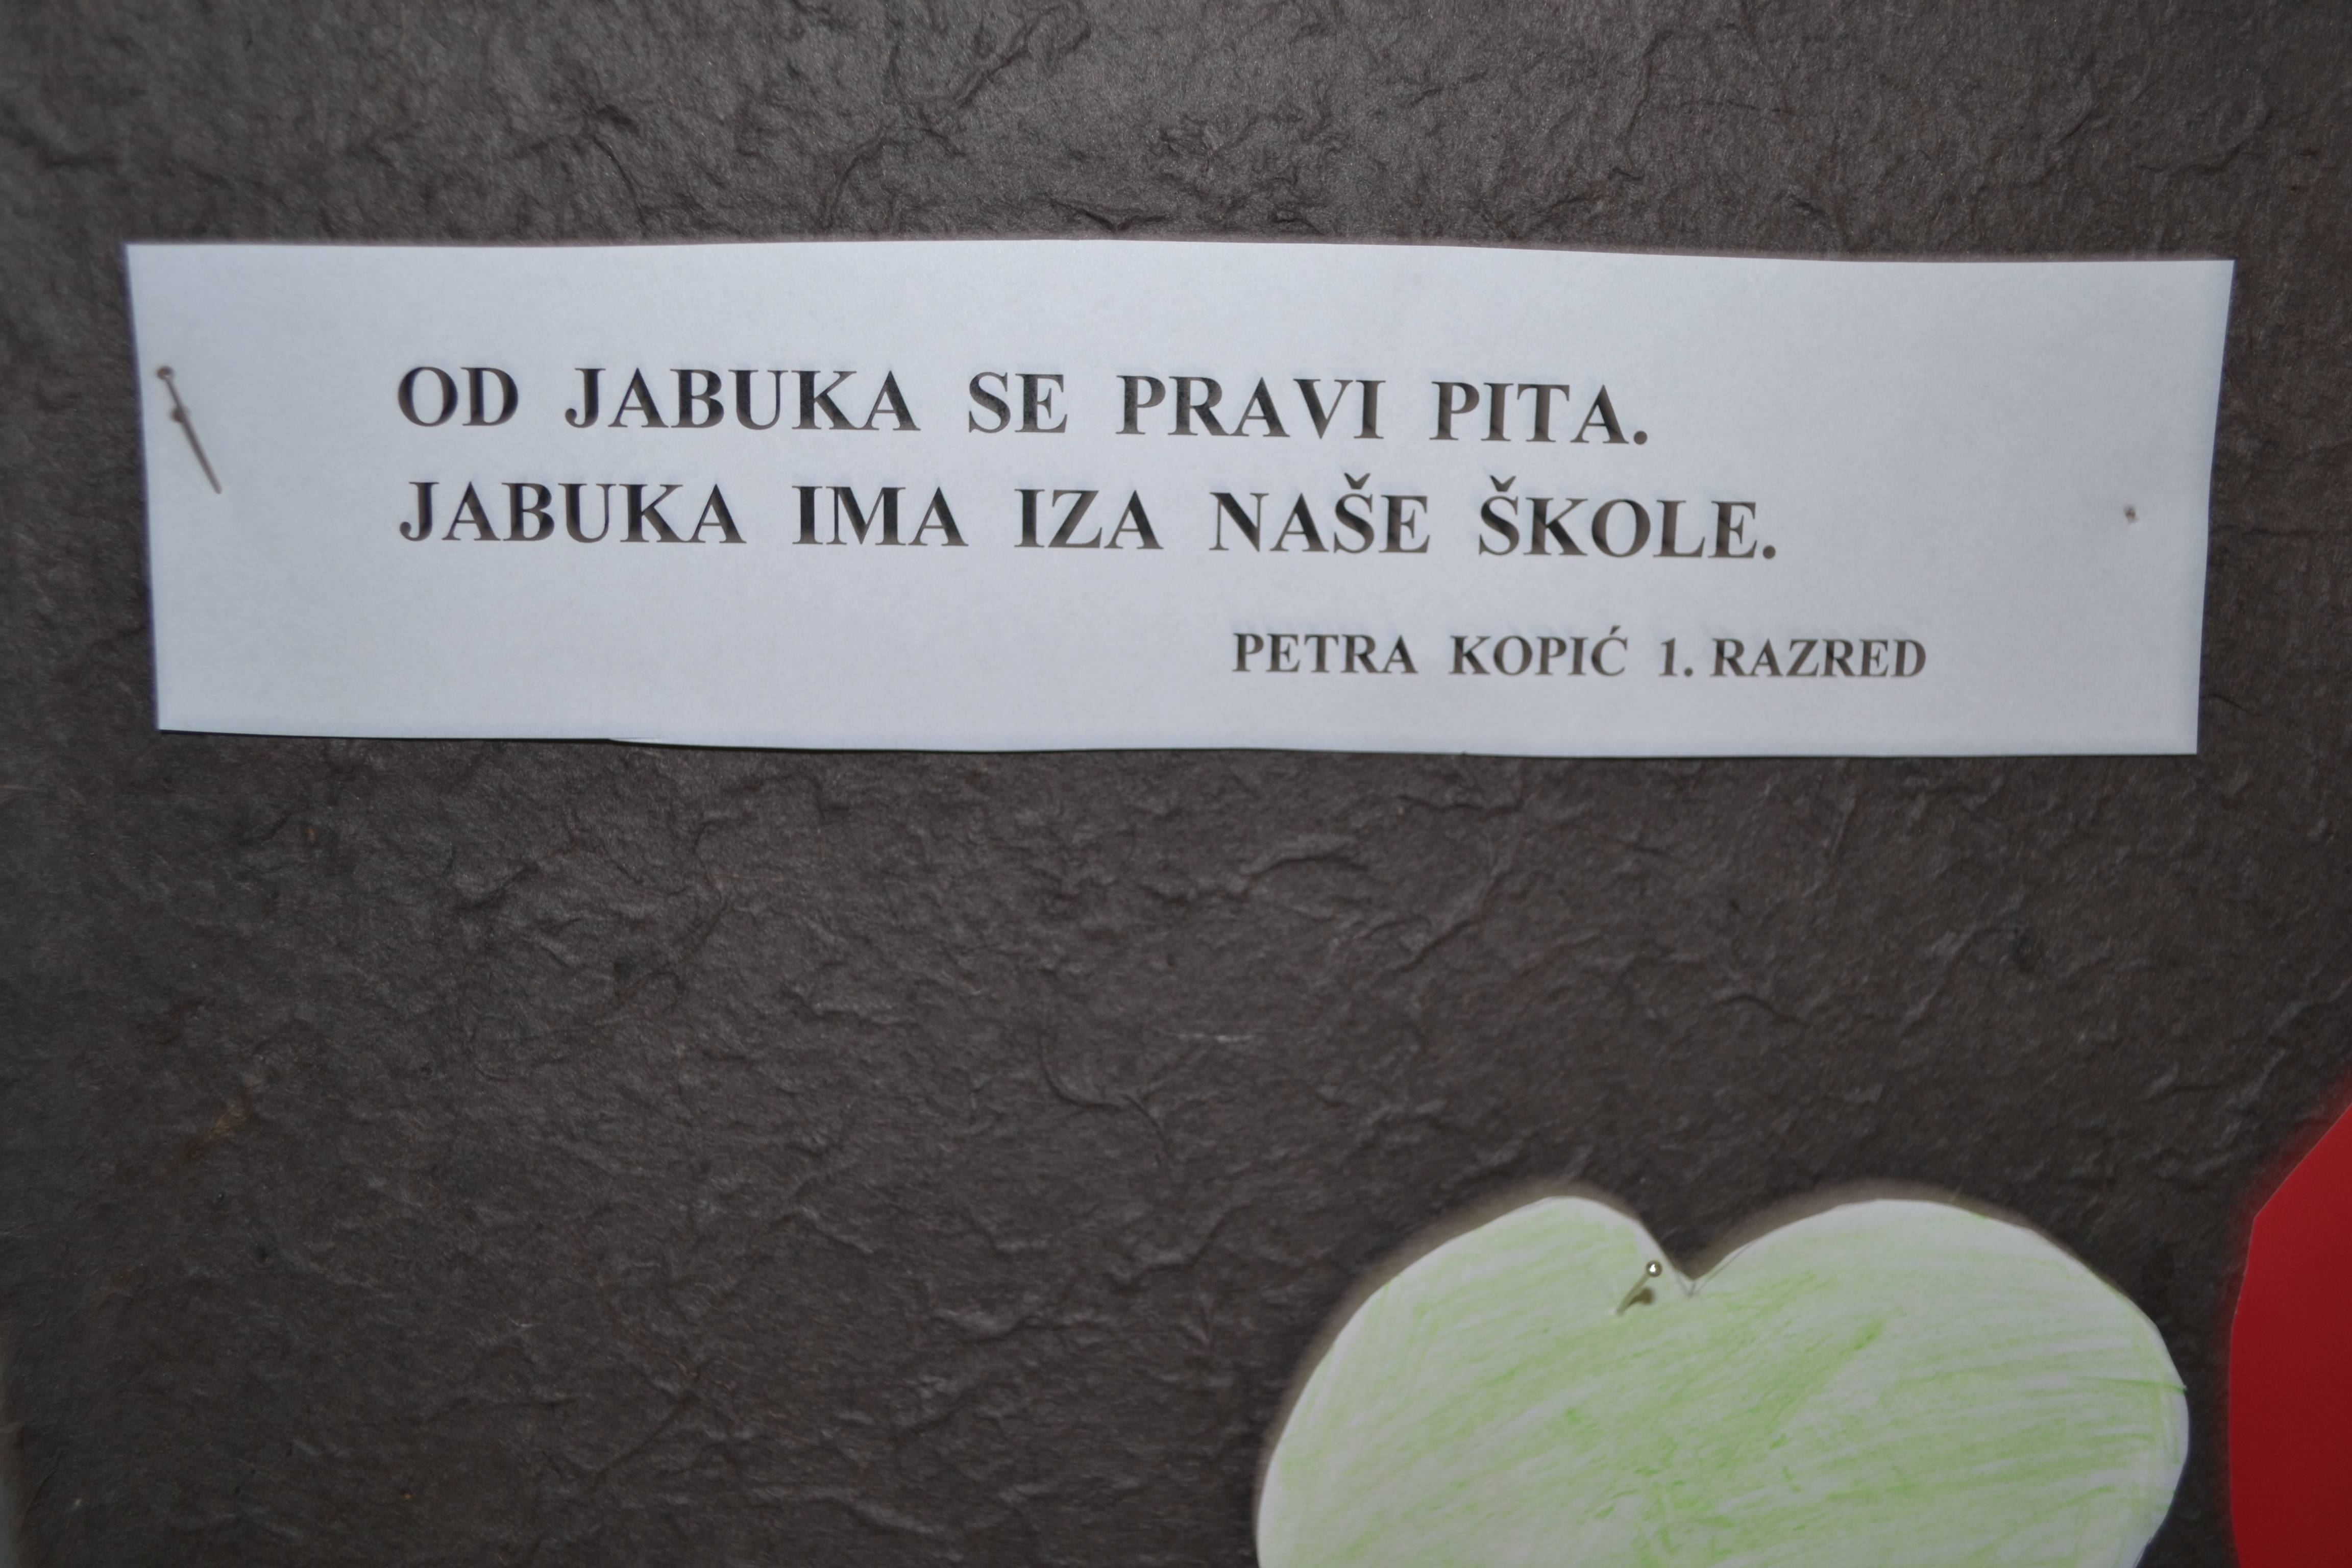 OD JABUKA SE PRAVI PITA.
JABUKA IMA IZA NAŠE ŠKOLE.
PETRA KOPIĆ 1. RAZRED